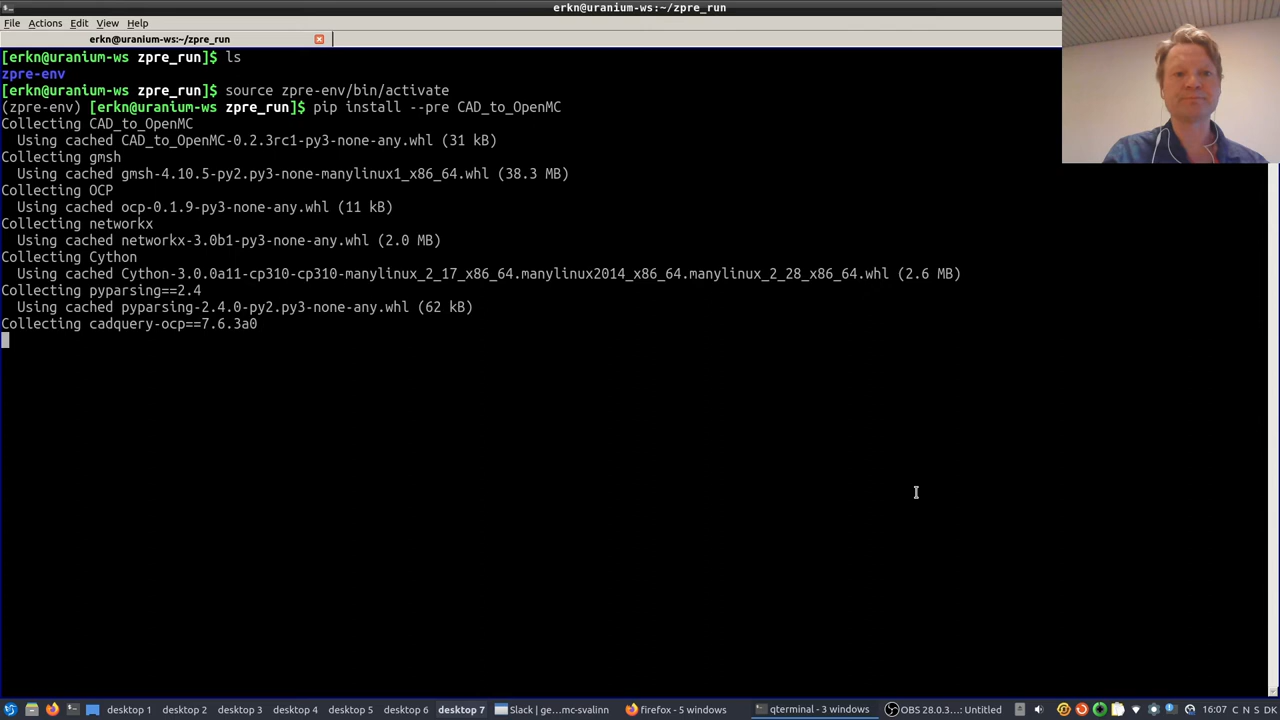 erkn@uranium-ws:~/zpre_run
File Actions Edit View Help
erkn@uranium-ws:~/zpre_run
[erkn@uranium-ws zpre_run]$ ls
zpre-env
[erkn@uranium-ws zpre_run]$ source zpre-env/bin/activate
(zpre-env) [erkn@uranium-ws zpre_run]$ pip install --pre CAD_to_OpenMC
Collecting CAD_to_OpenMC
  Using cached CAD_to_OpenMC-0.2.3rc1-py3-none-any.whl (31 kB)
Collecting gmsh
  Using cached gmsh-4.10.5-py2.py3-none-manylinux1_x86_64.whl (38.3 MB)
Collecting OCP
  Using cached ocp-0.1.9-py3-none-any.whl (11 kB)
Collecting networkx
  Using cached networkx-3.0b1-py3-none-any.whl (2.0 MB)
Collecting Cython
  Using cached Cython-3.0.0a11-cp310-cp310-manylinux_2_17_x86_64.manylinux2014_x86_64.manylinux_2_28_x86_64.whl (2.6 MB)
Collecting pyparsing==2.4
  Using cached pyparsing-2.4.0-py2.py3-none-any.whl (62 kB)
Collecting cadquery-ocp==7.6.3a0
desktop 1 desktop 2 desktop 3 desktop 4 desktop 5 desktop 6 desktop 7 Slack | ge…mc-svalinn firefox - 5 windows qterminal - 3 windows OBS 28.0.3…: Untitled 16:07 C N S DK